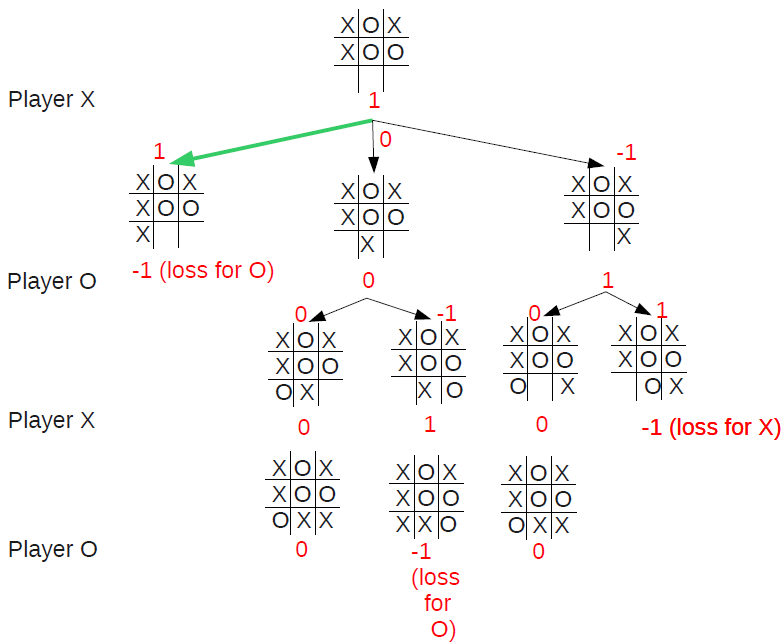 X O X
X O O
Player X
1
1
0
-1
X O X
X O O
X
X O X
X O O
X
X O X
X O O
X
-1 (loss for O)
Player O
0
1
0
-1
0
1
X O X
X O O
O X
X O X
X O O
X O
X O X
X O O
O X
X O X
X O O
O X
Player X
0
1
0
-1 (loss for X)
X O X
X O O
O X X
X O X
X O O
X X O
X O X
X O O
O X X
Player O
0
-1
(loss
for
O)
0